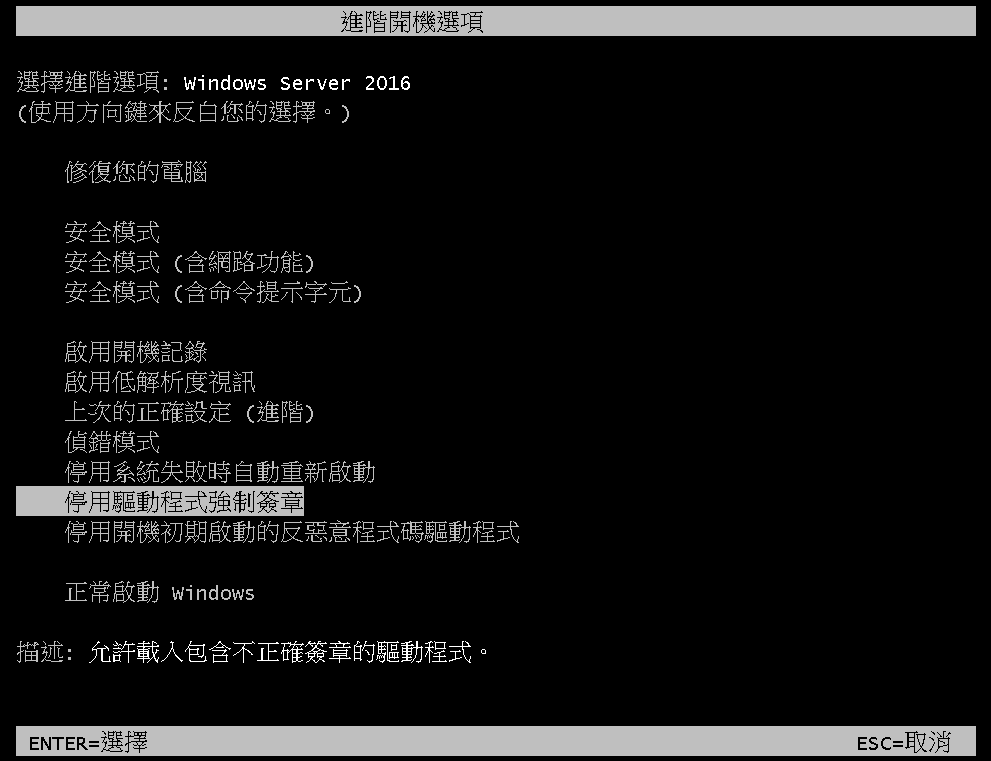 進階開機選項
選擇進階選項: Windows Server 2016
(使用方向鍵來反白您的選擇。)
修復您的電腦
安全模式
安全模式 (含網路功能)
安全模式 (含命令提示字元)
啟用開機記錄
啟用低解析度視訊
上次的正確設定 (進階)
偵錯模式
停用系統失敗時自動重新啟動
停用驅動程式強制簽章
停用開機初期啟動的反惡意程式碼驅動程式
正常啟動 Windows
描述: 允許載入包含不正確簽章的驅動程式。
ENTER=選擇 ESC=取消